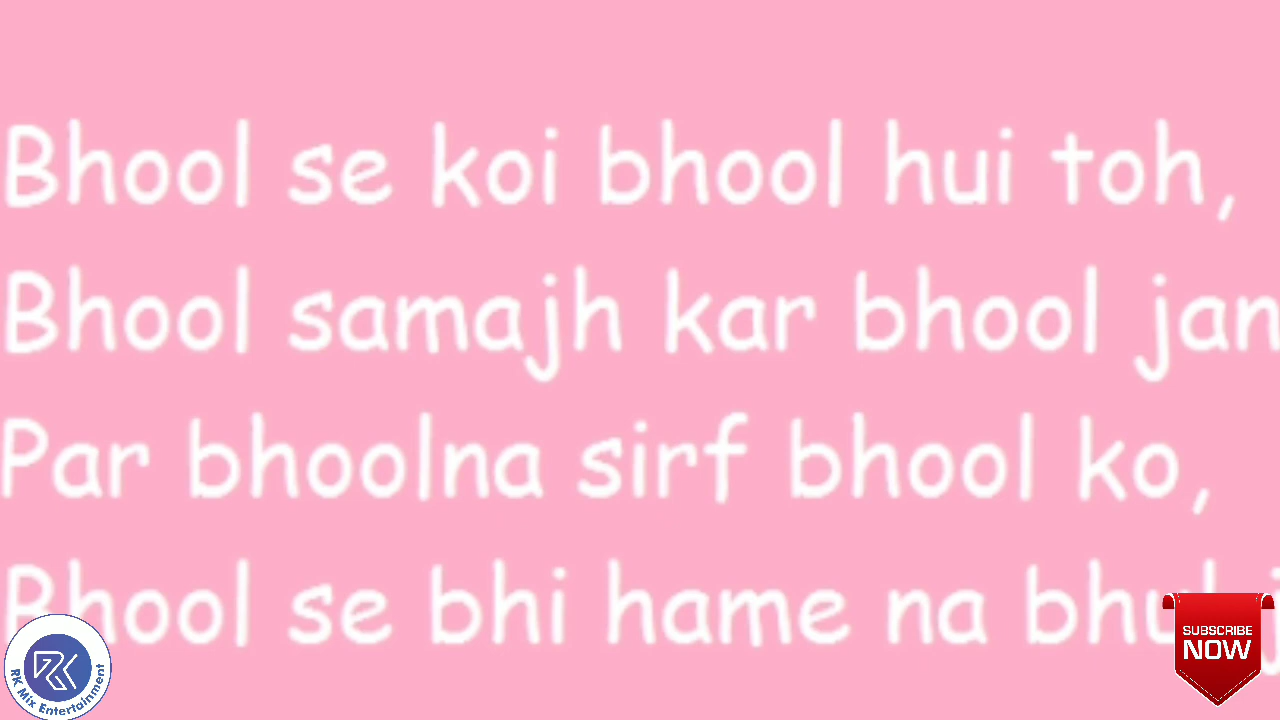 Bhool se koi bhool hui toh,
Bhool samajh kar bhool jan
Par bhoolna sirf bhool ko,
Bhool se bhi hame na
SUBSCRIBE
NOW
RK Mix Entertainment